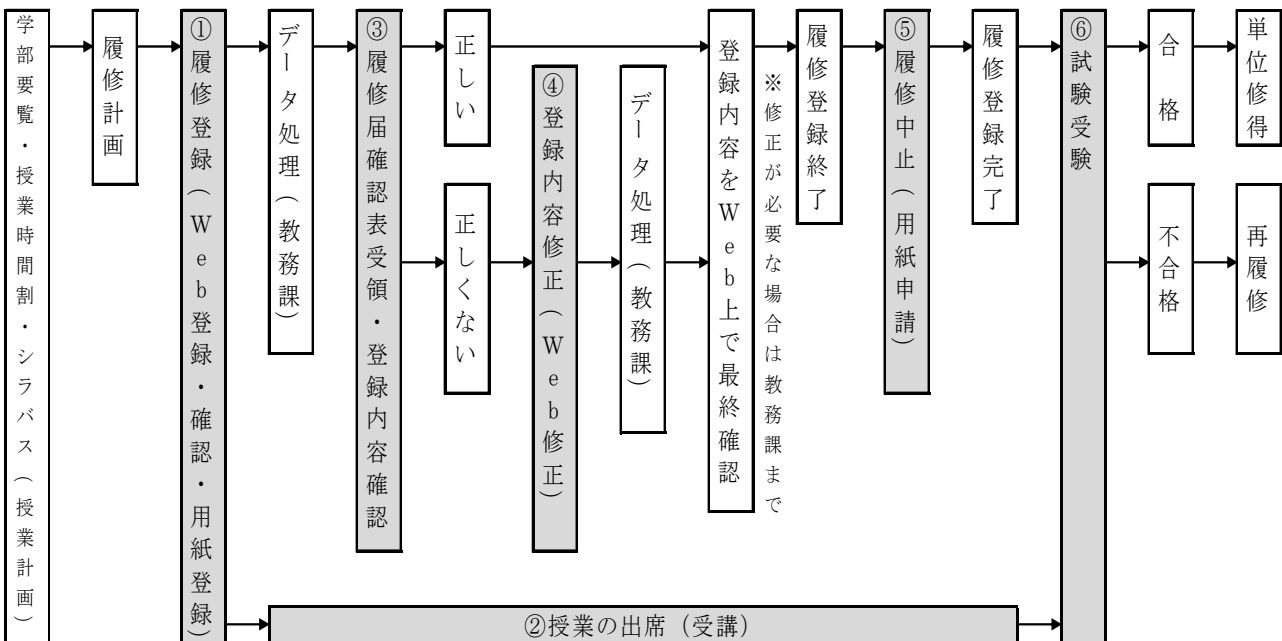 学部要覧・授業時間割・シラバス（授業計画）
履修計画
①履修登録（Web登録・確認・用紙登録）
データ処理（教務課）
③履修届確認表受領・登録内容確認
正しい
正しくない
④登録内容修正（Web修正）
データ処理（教務課）
登録内容をWeb上で最終確認
※修正が必要な場合は教務課まで
履修登録終了
⑤履修中止（用紙申請）
履修登録完了
⑥試験受験
合格
単位修得
不合格
再履修
②授業の出席（受講）